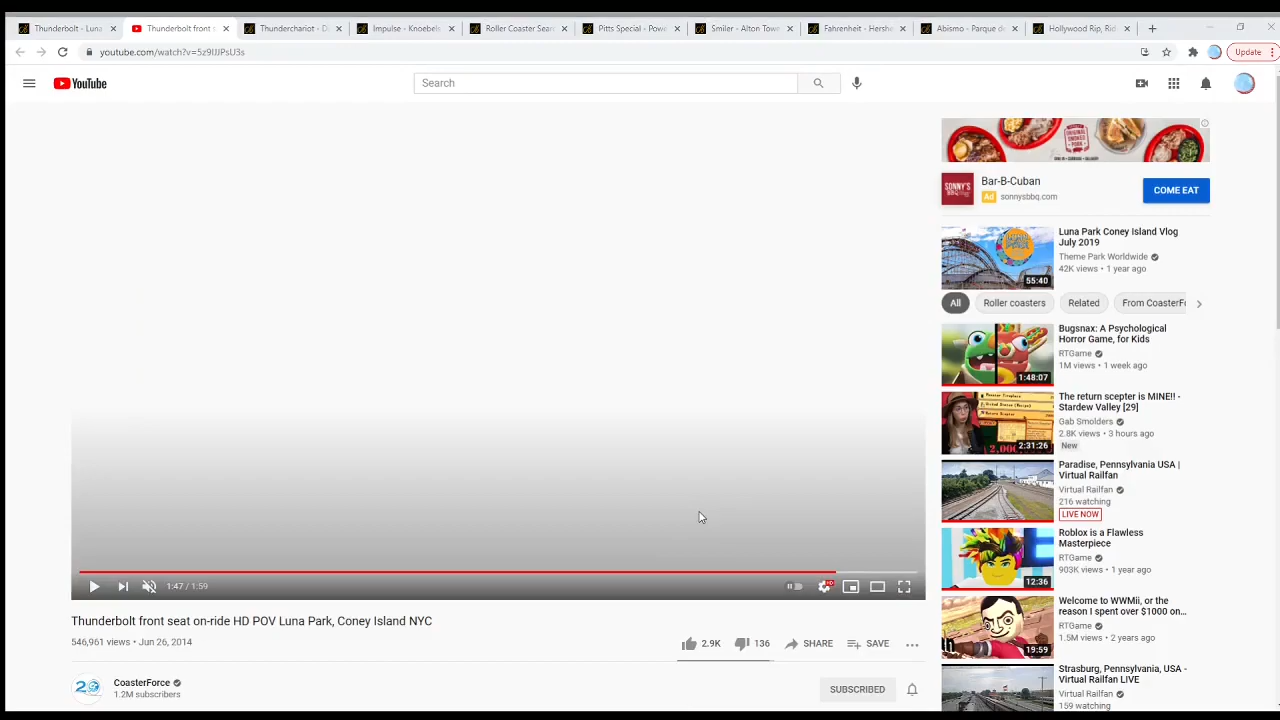 Thunderbolt - Luna
Thunderbolt front s
Thunderchariot - D
Impulse - Knoebe
Roller Coaster Sear
Pitts Special - Pow
Smiler - Alton Tow
Fahrenheit - Hershe
Abismo - Parque d
Hollywood Rip, Rid
youtube.com/watch?v=5z9IJJPsU3s
Update
YouTube
Search
ORIGINAL SMOKED PORK
Bar-B-Cuban
SONNY'S BBQ
Ad sonnysbbq.com
COME EAT
Luna Park Coney Island Vlog
July 2019
Theme Park Worldwide
42K views • 1 year ago
55:40
All
Roller coasters
Related
From CoasterFo
Bugsnax: A Psychological
Horror Game, for Kids
RTGame
1M views • 1 week ago
1:48:07
The return scepter is MINE!! -
Stardew Valley [29]
Gab Smolders
2.8K views • 3 hours ago
2:31:26
New
Paradise, Pennsylvania USA |
Virtual Railfan
Virtual Railfan
216 watching
LIVE NOW
Roblox is a Flawless
Masterpiece
RTGame
903K views • 1 year ago
12:36
Welcome to WWMii, or the
reason I spent over $1000 on...
RTGame
1.5M views • 2 years ago
19:59
Strasburg, Pennsylvania, USA -
Virtual Railfan LIVE
Virtual Railfan
159 watching
1:47 / 1:59
HD
Thunderbolt front seat on-ride HD POV Luna Park, Coney Island NYC
546,961 views • Jun 26, 2014
2.9K
136
SHARE
SAVE
CoasterForce
1.2M subscribers
SUBSCRIBED